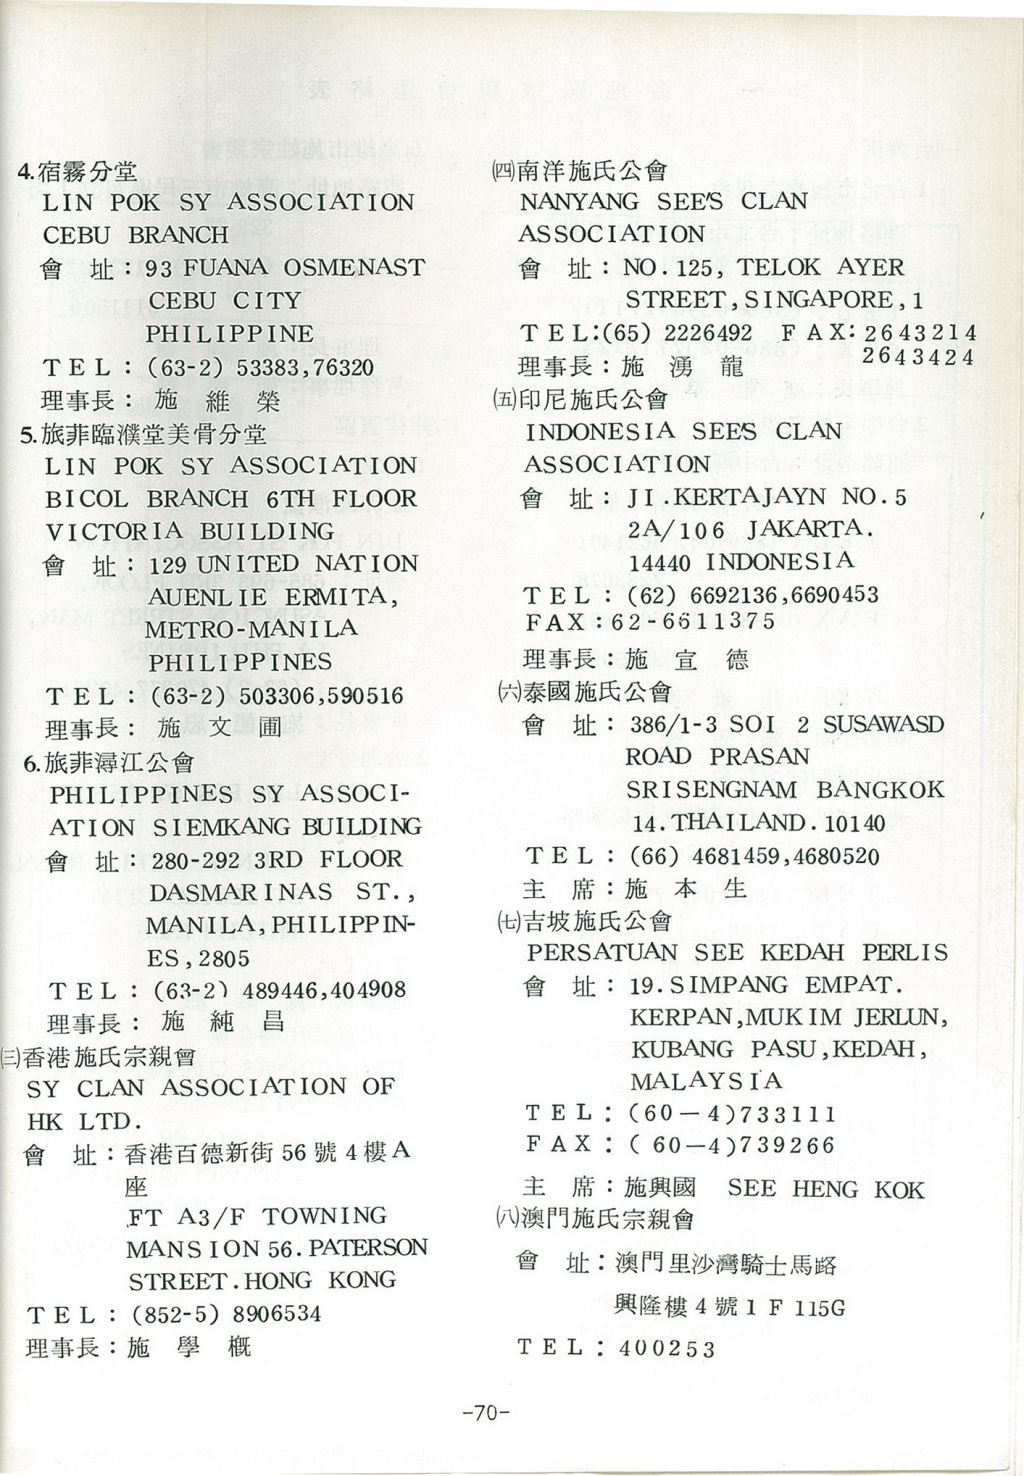 4.宿霧分堂
LIN POK SY ASSOCIATION
CEBU BRANCH
會 址：93 FUANA OSMENAST
CEBU CITY
PHILIPPINE
TEL：(63-2) 53383,76320
理事長：施 維 榮
5.旅菲臨濮堂美骨分堂
LIN POK SY ASSOCIATION
BICOL BRANCH 6TH FLOOR
VICTORIA BUILDING
會 址：129 UNITED NATION
AUENLIE ERMITA,
METRO-MANILA
PHILIPPINES
TEL：(63-2) 503306,590516
理事長：施 文 圃
6.旅菲潯江公會
PHILIPPINES SY ASSOCI-
ATION SIEMKANG BUILDING
會 址：280-292 3RD FLOOR
DASMARINAS ST.,
MANILA,PHILIPPIN-
ES,2805
TEL：(63-2) 489446,404908
理事長：施 純 昌
㈢香港施氏宗親會
SY CLAN ASSOCIATION OF
HK LTD.
會 址：香港百德新街56號4樓A
座
FT A3/F TOWNING
MANSION 56.PATERSON
STREET.HONG KONG
TEL：(852-5) 8906534
理事長：施 學 概
㈣南洋施氏公會
NANYANG SEE'S CLAN
ASSOCIATION
會 址：NO.125, TELOK AYER
STREET,SINGAPORE,1
TEL:(65) 2226492 FAX:2643214
2643424
理事長：施 湧 龍
㈤印尼施氏公會
INDONESIA SEE'S CLAN
ASSOCIATION
會 址：JI.KERTAJAYN NO.5
2A/106 JAKARTA.
14440 INDONESIA
TEL：(62) 6692136,6690453
FAX:62-6611375
理事長：施 宣 德
㈥泰國施氏公會
會 址：386/1-3 SOI 2 SUSAWASD
ROAD PRASAN
SRISENGNAM BANGKOK
14.THAILAND.10140
TEL：(66) 4681459,4680520
主 席：施 本 生
㈦吉坡施氏公會
PERSATUAN SEE KEDAH PERLIS
會 址：19.SIMPANG EMPAT.
KERPAN,MUKIM JERLUN,
KUBANG PASU,KEDAH,
MALAYSIA
TEL：(60—4)733111
FAX：(60—4)739266
主 席：施興國 SEE HENG KOK
㈧澳門施氏宗親會
會 址：澳門里沙灣騎士馬路
興隆樓4號1F 115G
TEL：400253
-70-